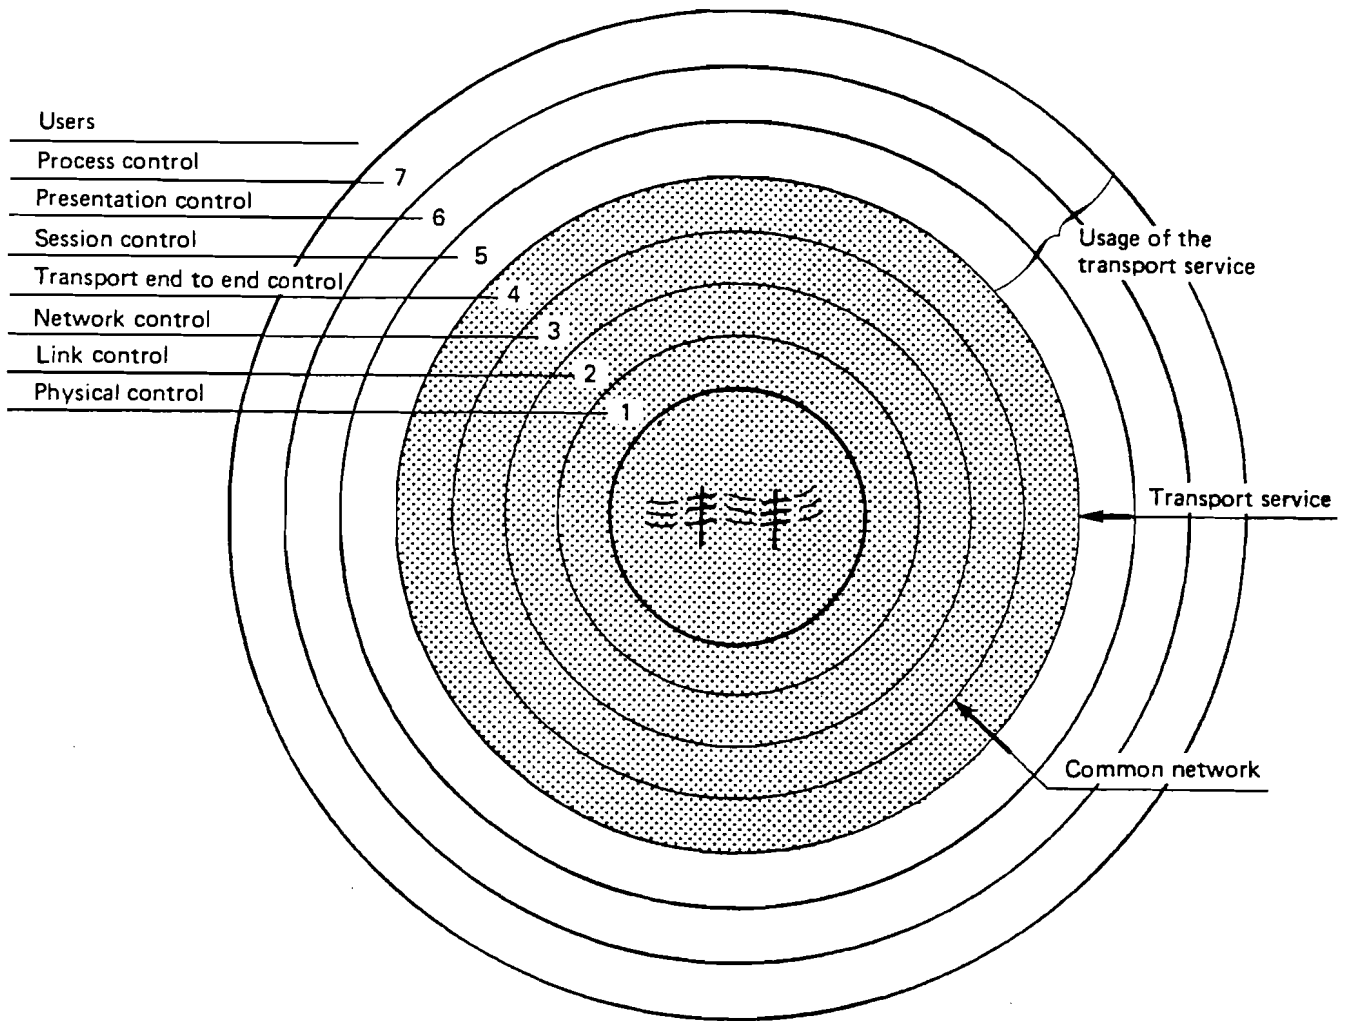 Users
Process control
7
Presentation control
6
Session control
5
Transport end to end control
4
Network control
3
Link control
2
Physical control
1
Usage of the
transport service
Transport service
Common network